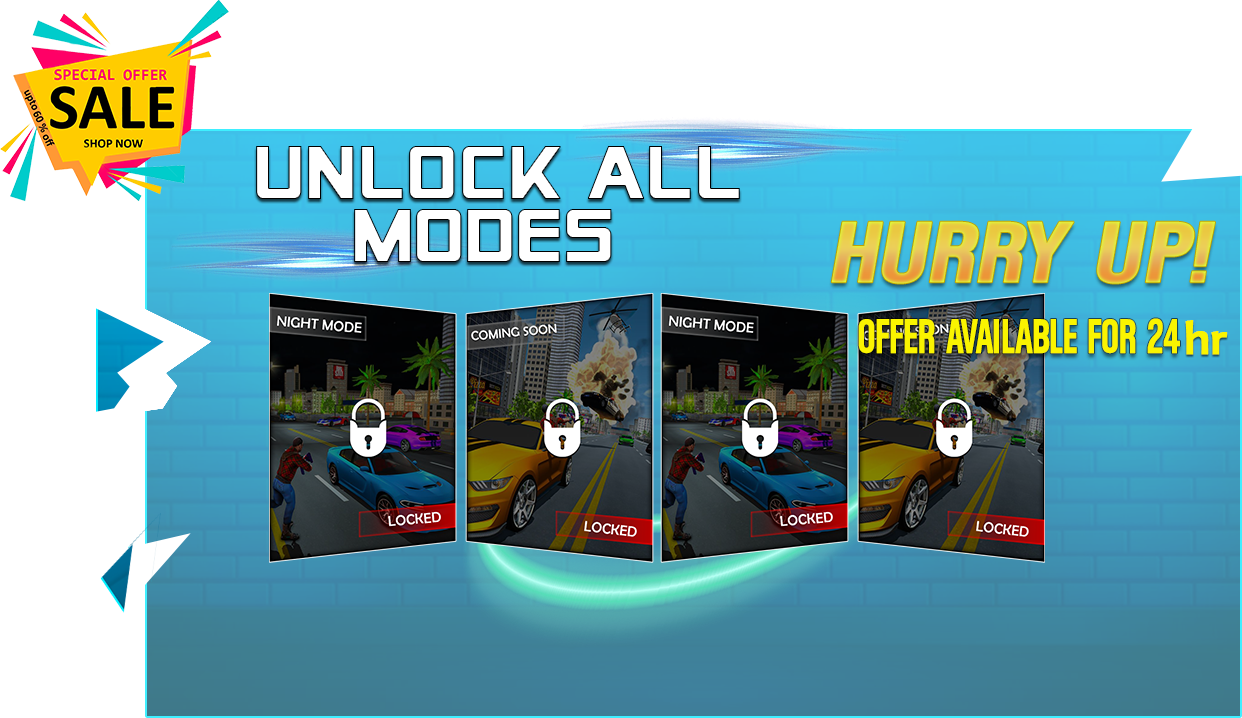 SPECIAL OFFER
SALE
upto 60 % off
SHOP NOW
UNLOCK ALL
MODES
HURRY UP!
OFFER AVAILABLE FOR 24 hr
NIGHT MODE
COMING SOON
NIGHT MODE
LOCKED
LOCKED
LOCKED
LOCKED